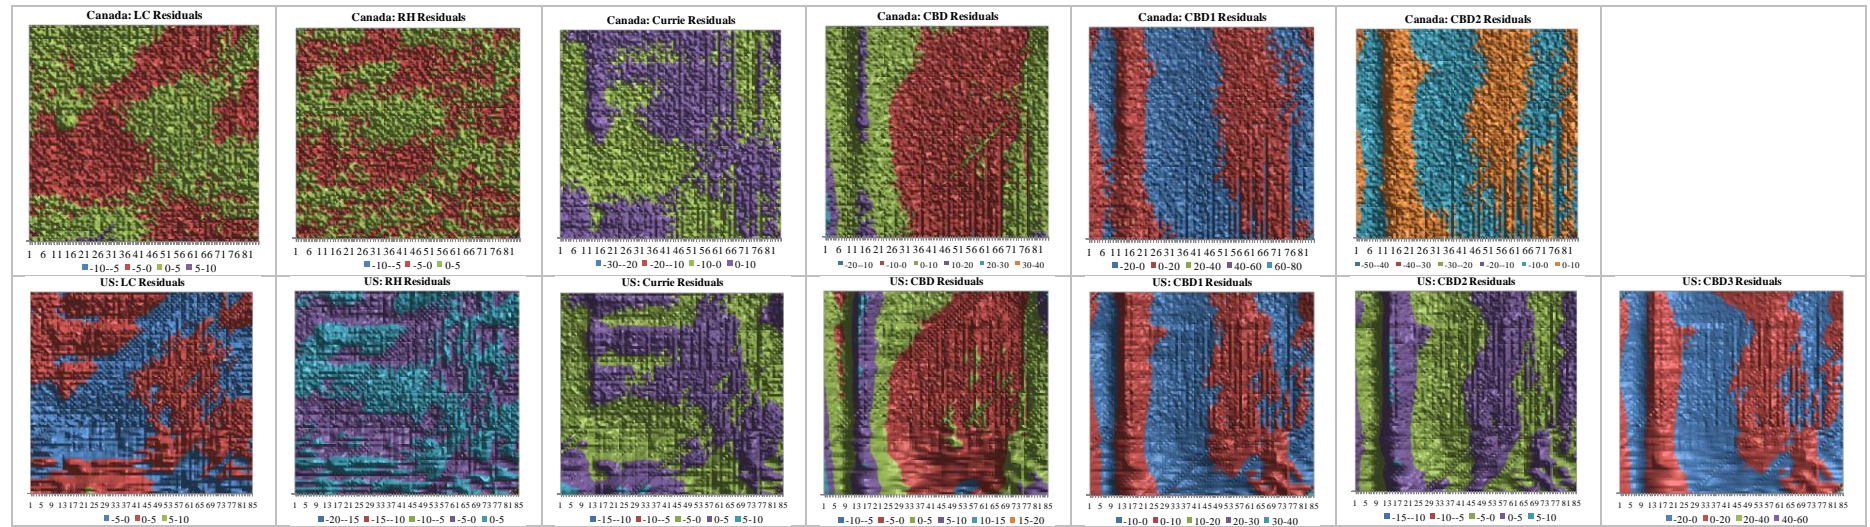 Canada: LC Residuals
1 6 11 16 21 26 31 36 41 46 51 56 61 66 71 76 81
-10--5 -5-0 0-5 5-10
Canada: RH Residuals
1 6 11 16 21 26 31 36 41 46 51 56 61 66 71 76 81
-10--5 -5-0 0-5
Canada: Currie Residuals
1 6 11 16 21 26 31 36 41 46 51 56 61 66 71 76 81
-30--20 -20--10 -10-0 0-10
Canada: CBD Residuals
1 6 11 16 21 26 31 36 41 46 51 56 61 66 71 76 81
-20--10 -10-0 0-10 10-20 20-30 30-40
Canada: CBD1 Residuals
1 6 11 16 21 26 31 36 41 46 51 56 61 66 71 76 81
-20-0 0-20 20-40 40-60 60-80
Canada: CBD2 Residuals
1 6 11 16 21 26 31 36 41 46 51 56 61 66 71 76 81
-50--40 -40--30 -30--20 -20--10 -10-0 0-10
US: LC Residuals
1 5 9 13 17 21 25 29 33 37 41 45 49 53 57 61 65 69 73 77 81 85
-5-0 0-5 5-10
US: RH Residuals
1 5 9 13 17 21 25 29 33 37 41 45 49 53 57 61 65 69 73 77 81 85
-20--15 -15--10 -10--5 -5-0 0-5
US: Currie Residuals
1 5 9 13 17 21 25 29 33 37 41 45 49 53 57 61 65 69 73 77 81 85
-15--10 -10--5 -5-0 0-5 5-10
US: CBD Residuals
1 5 9 13 17 21 25 29 33 37 41 45 49 53 57 61 65 69 73 77 81 85
-10--5 -5-0 0-5 5-10 10-15 15-20
US: CBD1 Residuals
1 5 9 13 17 21 25 29 33 37 41 45 49 53 57 61 65 69 73 77 81 85
-10-0 0-10 10-20 20-30 30-40
US: CBD2 Residuals
1 5 9 13 17 21 25 29 33 37 41 45 49 53 57 61 65 69 73 77 81 85
-15--10 -10--5 -5-0 0-5 5-10
US: CBD3 Residuals
1 5 9 13 17 21 25 29 33 37 41 45 49 53 57 61 65 69 73 77 81 85
-20-0 0-20 20-40 40-60